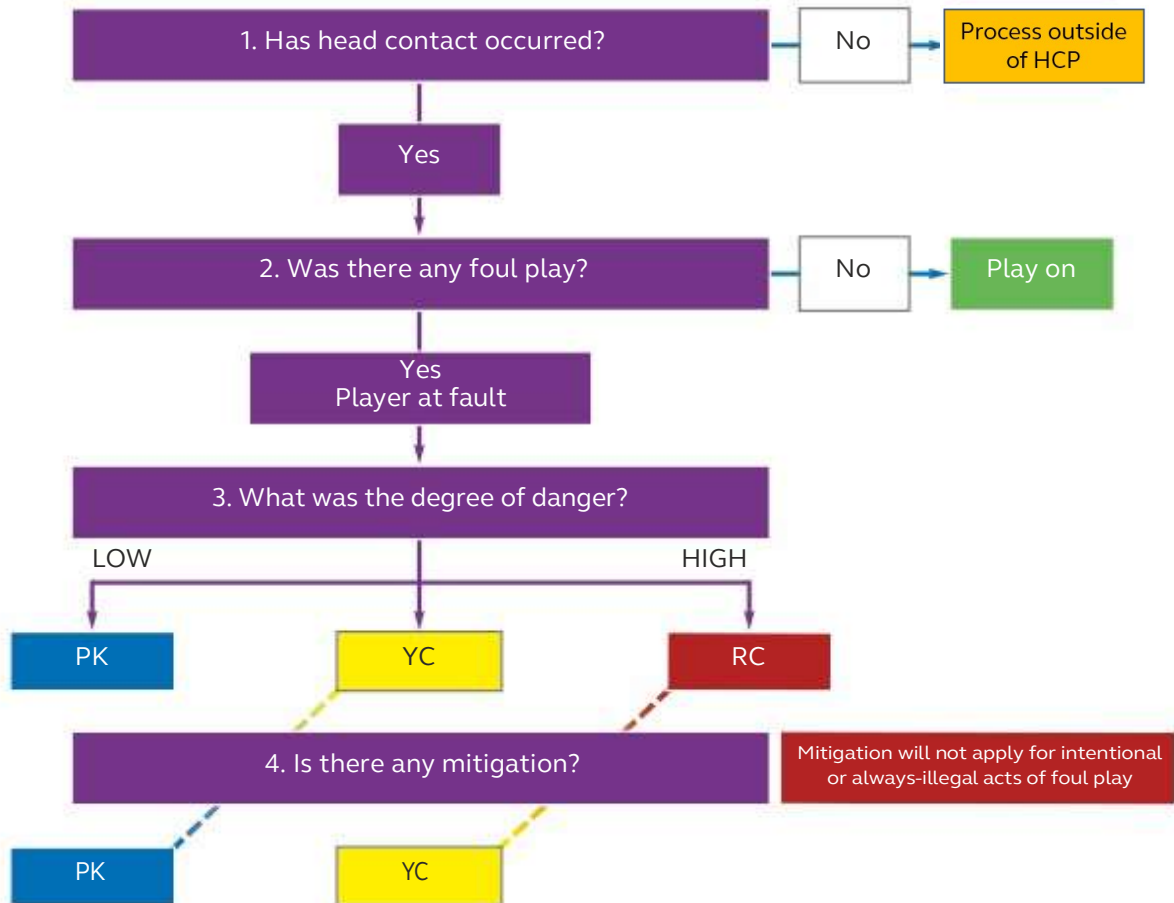 1. Has head contact occurred?
No
Process outside
of HCP
Yes
2. Was there any foul play?
No
Play on
Yes
Player at fault
3. What was the degree of danger?
LOW
HIGH
PK
YC
RC
4. Is there any mitigation?
Mitigation will not apply for intentional
or always-illegal acts of foul play
PK
YC